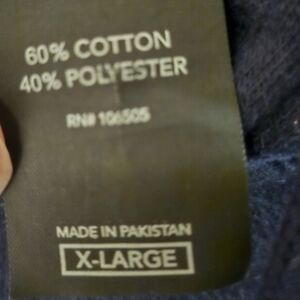 60% COTTON
40% POLYESTER
RN# 106505
MADE IN PAKISTAN
X-LARGE